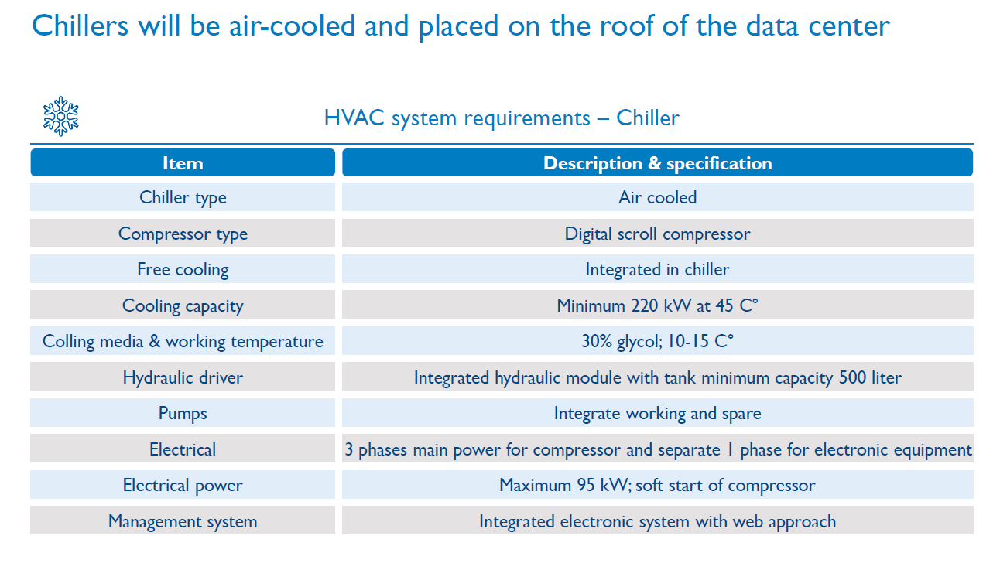 Chillers will be air-cooled and placed on the roof of the data center
HVAC system requirements – Chiller
Item Description & specification
Chiller type Air cooled
Compressor type Digital scroll compressor
Free cooling Integrated in chiller
Cooling capacity Minimum 220 kW at 45 C°
Colling media & working temperature 30% glycol; 10-15 C°
Hydraulic driver Integrated hydraulic module with tank minimum capacity 500 liter
Pumps Integrate working and spare
Electrical 3 phases main power for compressor and separate 1 phase for electronic equipment
Electrical power Maximum 95 kW; soft start of compressor
Management system Integrated electronic system with web approach